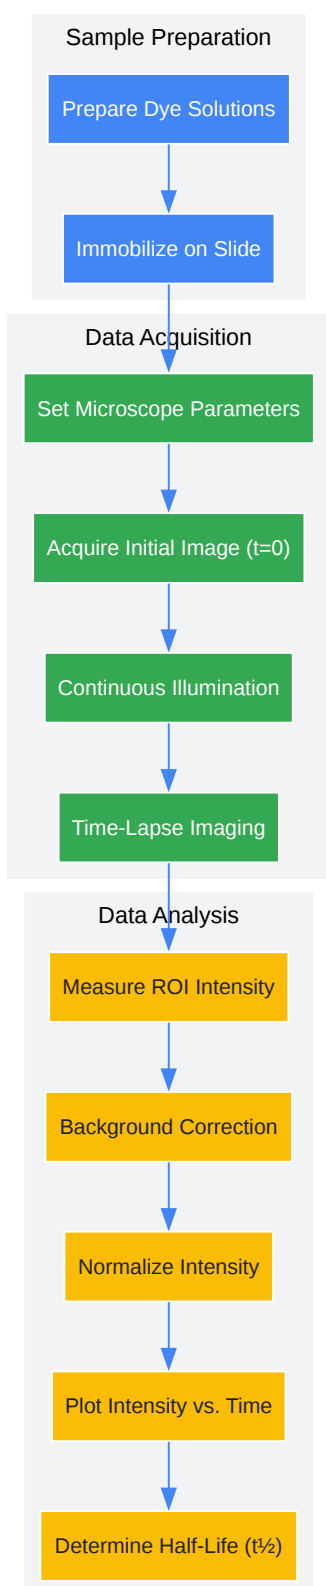 Sample Preparation
Prepare Dye Solutions
Immobilize on Slide
Data Acquisition
Set Microscope Parameters
Acquire Initial Image (t=0)
Continuous Illumination
Time-Lapse Imaging
Data Analysis
Measure ROI Intensity
Background Correction
Normalize Intensity
Plot Intensity vs. Time
Determine Half-Life (t½)